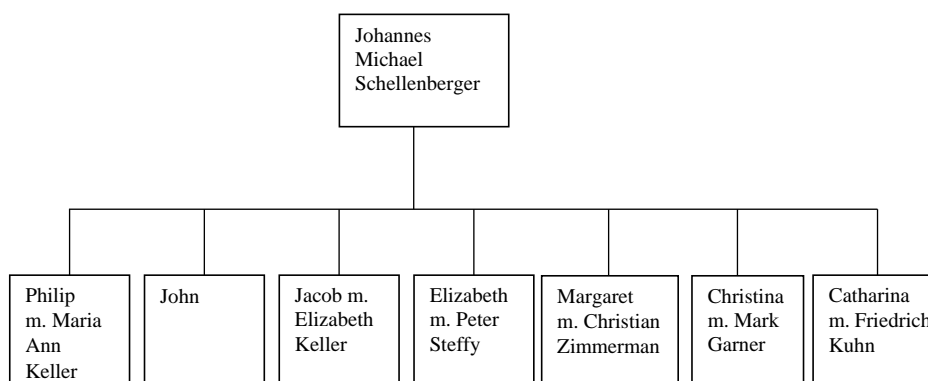 Johannes
Michael
Schellenberger
Philip
m. Maria
Ann
Keller
John
Jacob m.
Elizabeth
Keller
Elizabeth
m. Peter
Steffy
Margaret
m. Christian
Zimmerman
Christina
m. Mark
Garner
Catharina
m. Friedrich
Kuhn